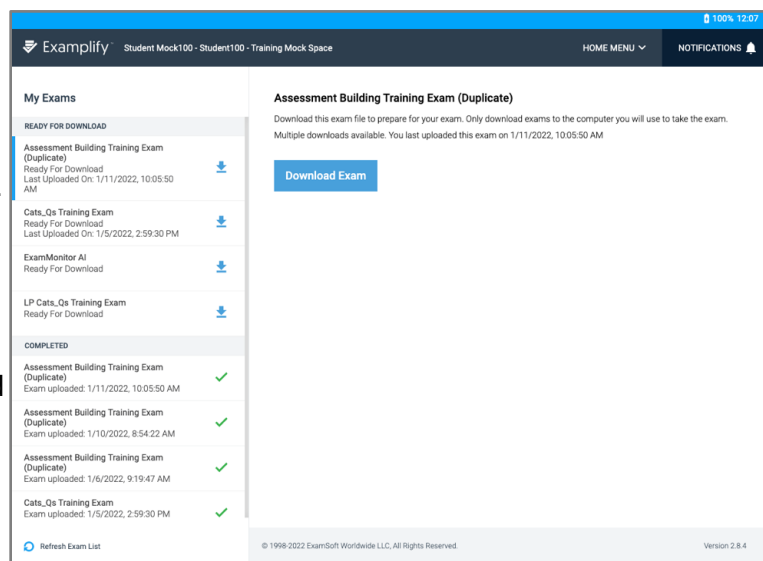 100% 12:07
Examplify
Student Mock100 - Student100 - Training Mock Space
HOME MENU
NOTIFICATIONS
My Exams
READY FOR DOWNLOAD
Assessment Building Training Exam
(Duplicate)
Ready For Download
Last Uploaded On: 1/11/2022, 10:05:50
AM
Cats_Qs Training Exam
Ready For Download
Last Uploaded On: 1/5/2022, 2:59:30 PM
ExamMonitor AI
Ready For Download
LP Cats_Qs Training Exam
Ready For Download
COMPLETED
Assessment Building Training Exam
(Duplicate)
Exam uploaded: 1/11/2022, 10:05:50 AM
Assessment Building Training Exam
(Duplicate)
Exam uploaded: 1/10/2022, 8:54:22 AM
Assessment Building Training Exam
(Duplicate)
Exam uploaded: 1/6/2022, 9:19:47 AM
Cats_Qs Training Exam
Exam uploaded: 1/5/2022, 2:59:30 PM
Refresh Exam List
Assessment Building Training Exam (Duplicate)
Download this exam file to prepare for your exam. Only download exams to the computer you will use to take the exam.
Multiple downloads available. You last uploaded this exam on 1/11/2022, 10:05:50 AM
Download Exam
© 1998-2022 ExamSoft Worldwide LLC, All Rights Reserved.
Version 2.8.4